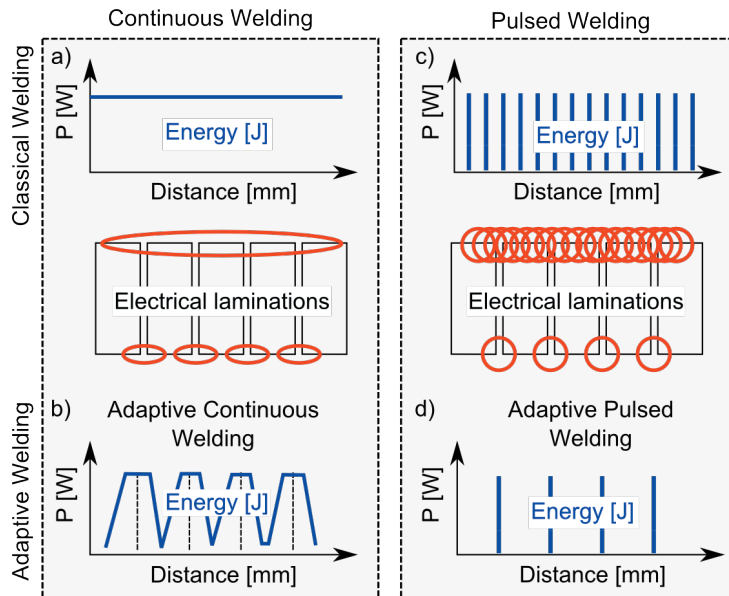 Continuous Welding
Pulsed Welding
Classical Welding
a)
P [W]
Energy [J]
Distance [mm]
c)
P [W]
Energy [J]
Distance [mm]
Electrical laminations
Electrical laminations
Adaptive Welding
b)
Adaptive Continuous
Welding
P [W]
Energy [J]
Distance [mm]
d)
Adaptive Pulsed
Welding
P [W]
Energy [J]
Distance [mm]